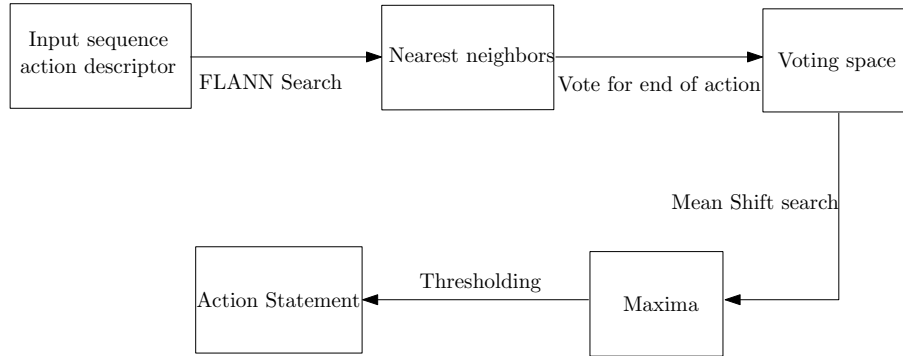 Input sequence
action descriptor
FLANN Search
Nearest neighbors
Vote for end of action
Voting space
Mean Shift search
Maxima
Thresholding
Action Statement